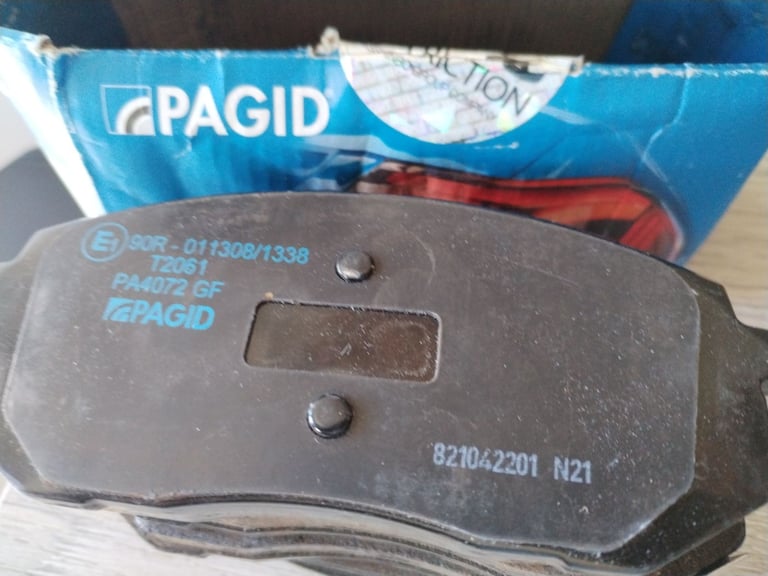 PAGID
FRICTION
E1 90R - 011308/1338
T2061
PA4072 GF
PAGID
821042201 N21